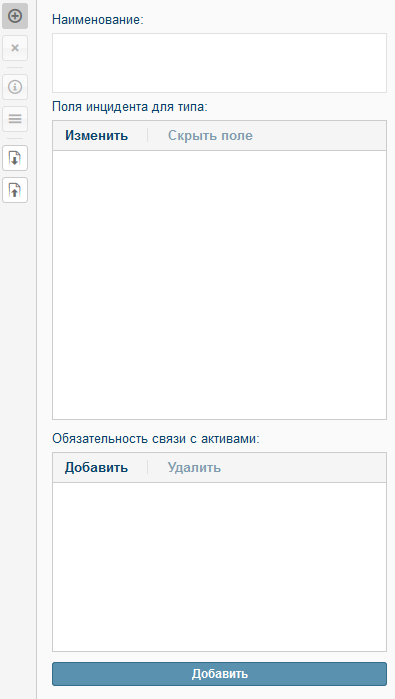 Наименование:
Поля инцидента для типа:
Изменить Скрыть поле
Обязательность связи с активами:
Добавить Удалить
Добавить